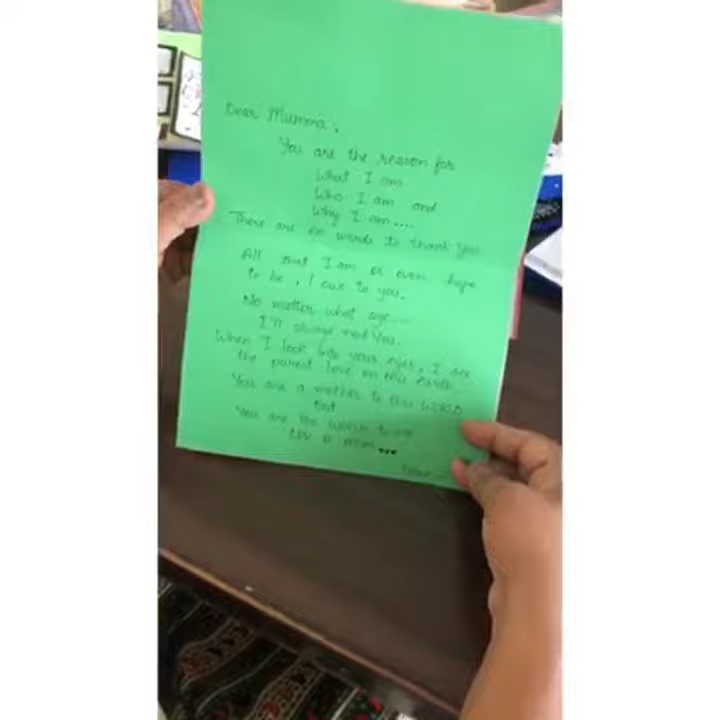 Dear Mumma,
You are the reason for
What I am
Who I am and
Why I am....
There are no words to thank you
All that I am or even hope
to be, I owe to you.
No matter what age...
I'll always need You.
When I look into your eyes, I see
the purest love on this earth
You are a mother to this world
But
You are the world to